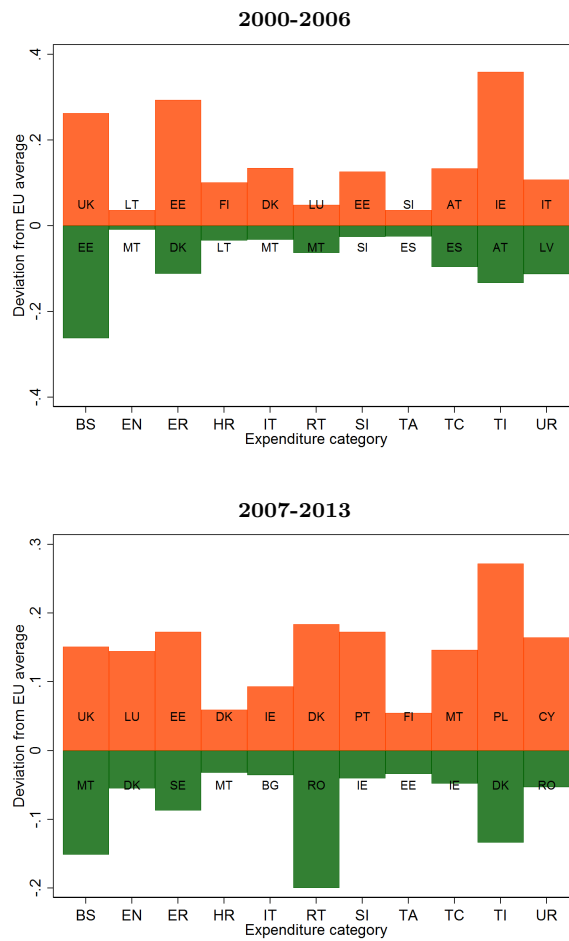 2000-2006
Deviation from EU average
.4
.2
0
-.2
-.4
UK LT EE FI DK LU EE SI AT IE IT
EE MT DK LT MT MT SI ES ES AT LV
BS EN ER HR IT RT SI TA TC TI UR
Expenditure category
2007-2013
Deviation from EU average
.3
.2
.1
0
-.1
-.2
UK LU EE DK IE DK PT FI MT PL CY
MT DK SE MT BG RO IE EE IE DK RO
BS EN ER HR IT RT SI TA TC TI UR
Expenditure category